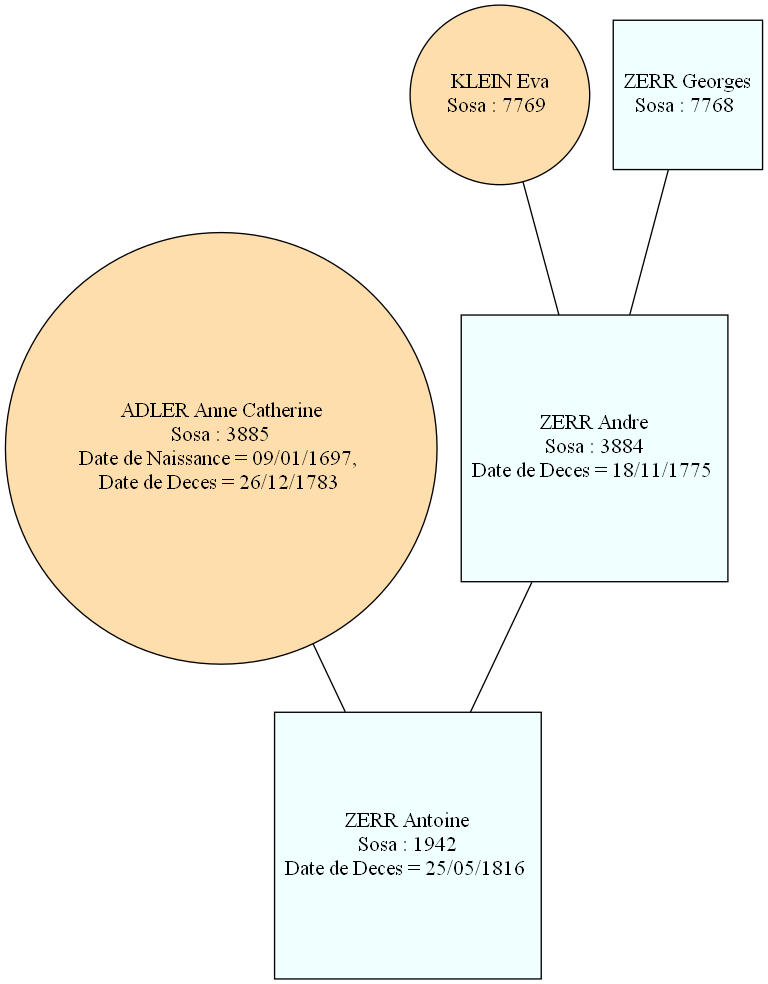 KLEIN Eva
Sosa : 7769
ZERR Georges
Sosa : 7768
ADLER Anne Catherine
Sosa : 3885
Date de Naissance = 09/01/1697,
Date de Deces = 26/12/1783
ZERR Andre
Sosa : 3884
Date de Deces = 18/11/1775
ZERR Antoine
Sosa : 1942
Date de Deces = 25/05/1816